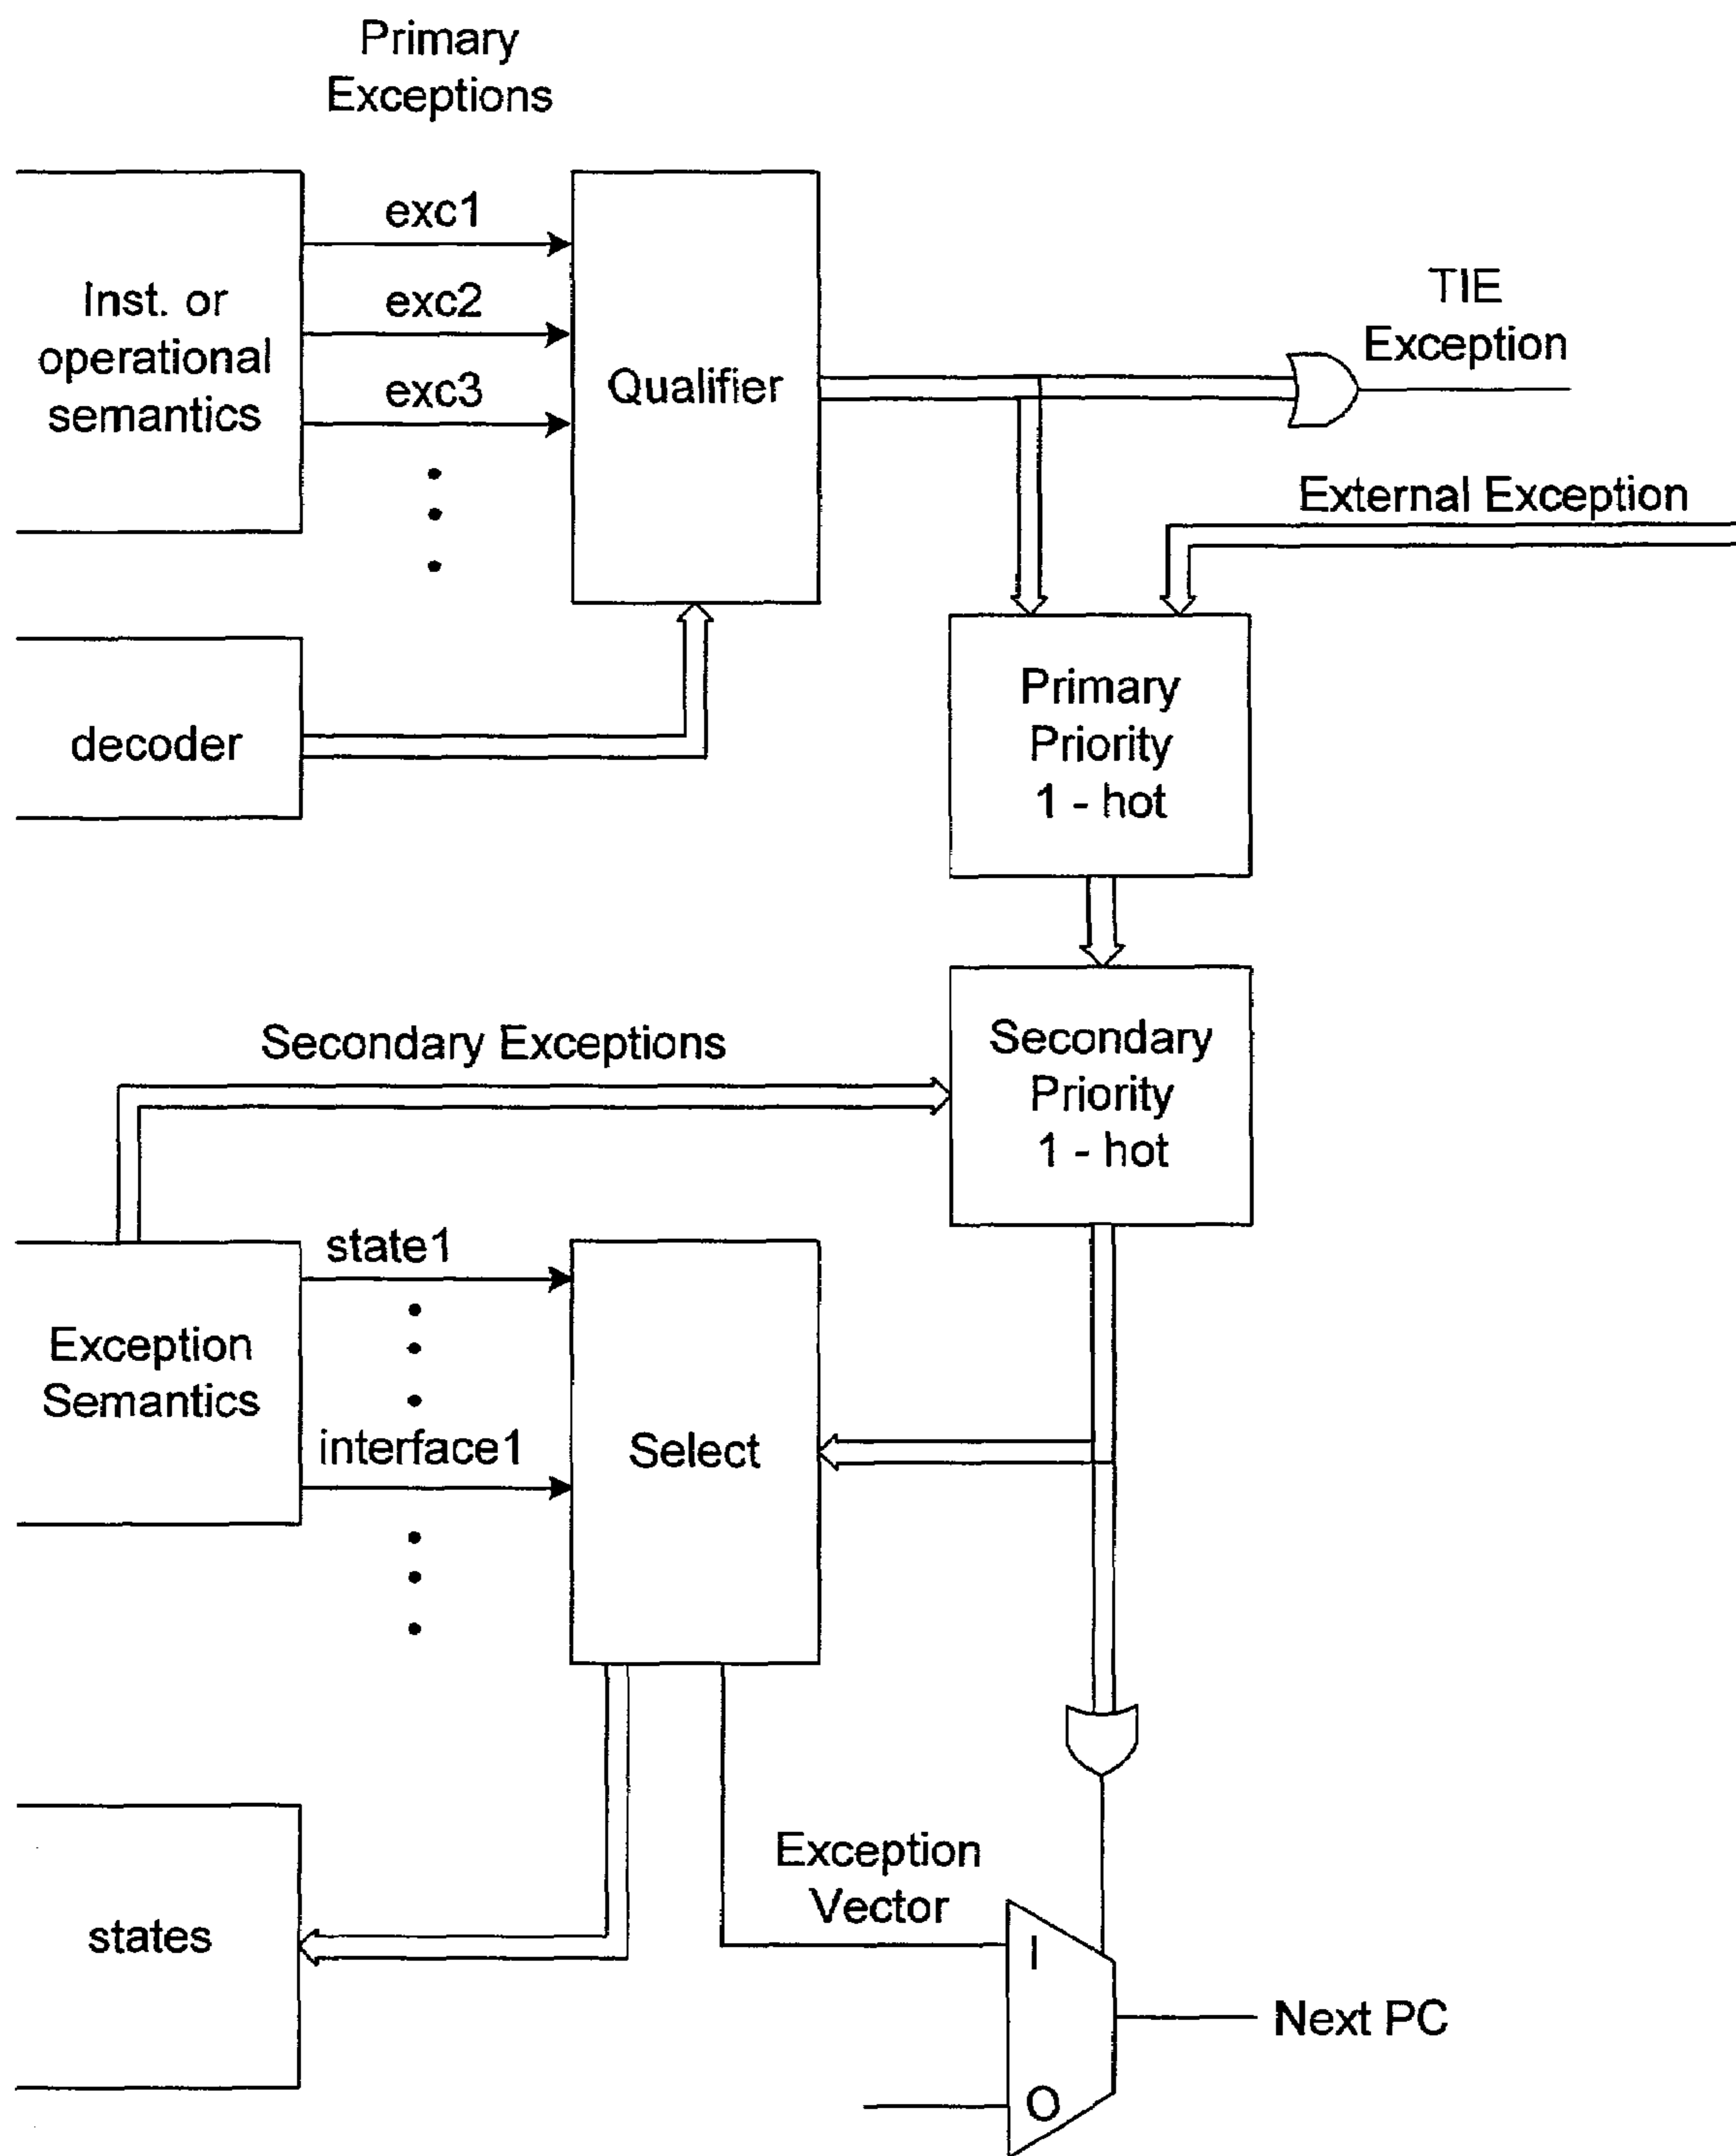 Primary
Exceptions
exc1
exc2
exc3
Inst. or
operational
semantics
Qualifier
TIE
Exception
External Exception
decoder
Primary
Priority
1 - hot
Secondary Exceptions
Secondary
Priority
1 - hot
state1
Exception
Semantics
interface1
Select
states
Exception
Vector
I
O
Next PC